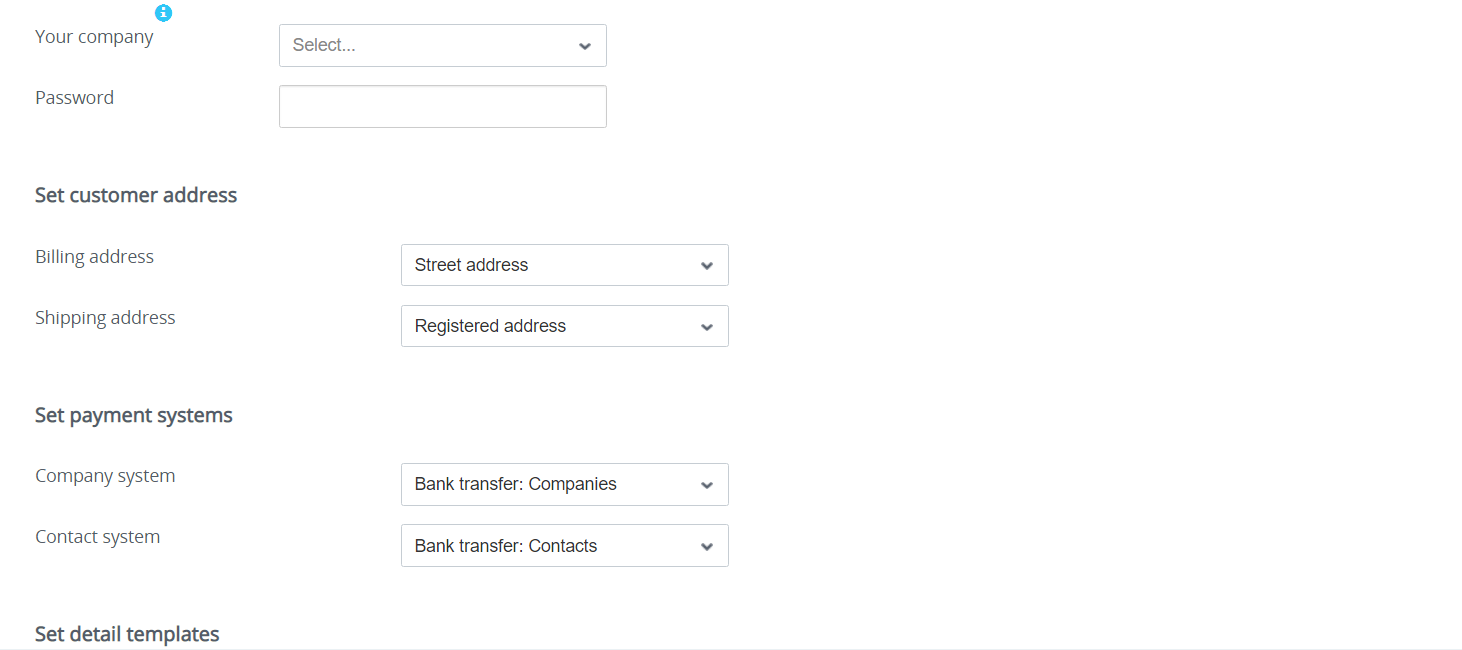 Your company
Select...
Password
Set customer address
Billing address
Street address
Shipping address
Registered address
Set payment systems
Company system
Bank transfer: Companies
Contact system
Bank transfer: Contacts
Set detail templates